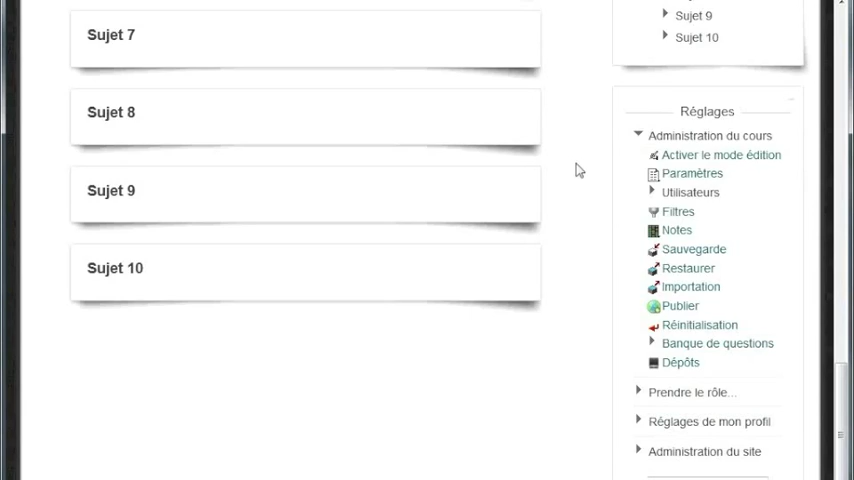 Sujet 7
Sujet 8
Sujet 9
Sujet 10
Sujet 9
Sujet 10
Réglages
Administration du cours
Activer le mode édition
Paramètres
Utilisateurs
Filtres
Notes
Sauvegarde
Restaurer
Importation
Publier
Réinitialisation
Banque de questions
Dépôts
Prendre le rôle...
Réglages de mon profil
Administration du site